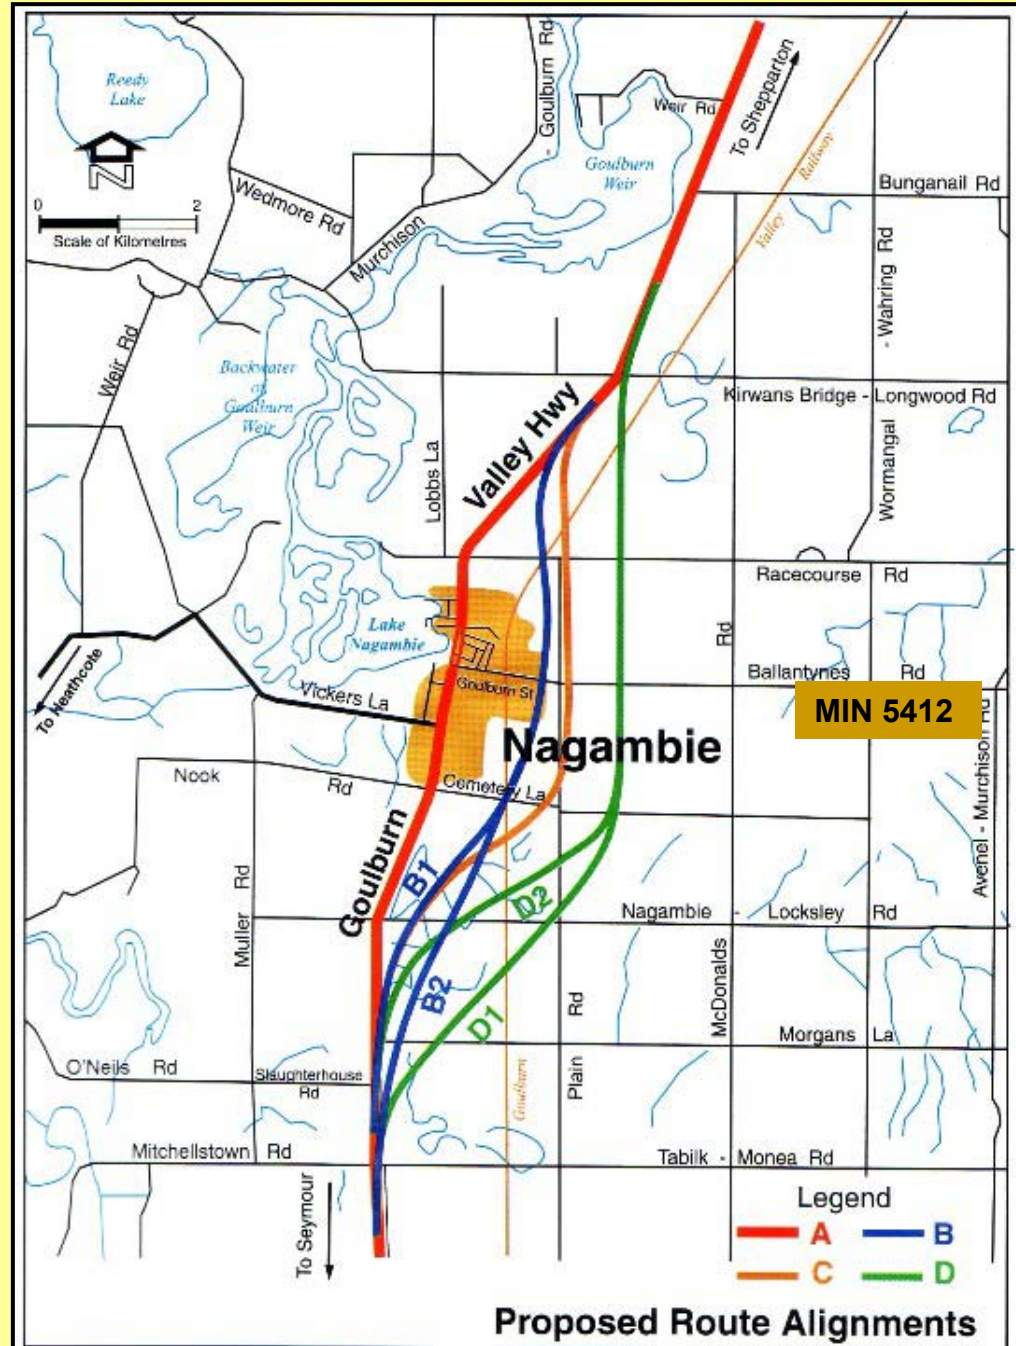 Reedy
Lake
N
0 2
Scale of Kilometres
Wedmore Rd
Murchison
- Goulburn Rd
Goulburn
Weir
Weir Rd
To Shepparton
Railway
Valley
Bunganail Rd
- Wahring Rd
Weir Rd
Backwater
of
Goulburn
Weir
Lobbs La
Valley Hwy
Kirwans Bridge - Longwood Rd
Wormangal
Racecourse Rd
Lake
Nagambie
To Heathcote
Vickers La
Goulburn St
Rd
Ballantynes Rd
MIN 5412
Nagambie
Nook Rd
Cemetery La
Avenel - Murchison Rd
Goulburn
B1
Muller Rd
D2
Nagambie - Locksley Rd
B2
McDonalds
D1
Rd
Morgans La
O'Neils Rd
Slaughterhouse
Rd
Goulburn
Plain
Mitchellstown Rd
Tabilk - Monea Rd
To Seymour
Legend
A B
C D
Proposed Route Alignments